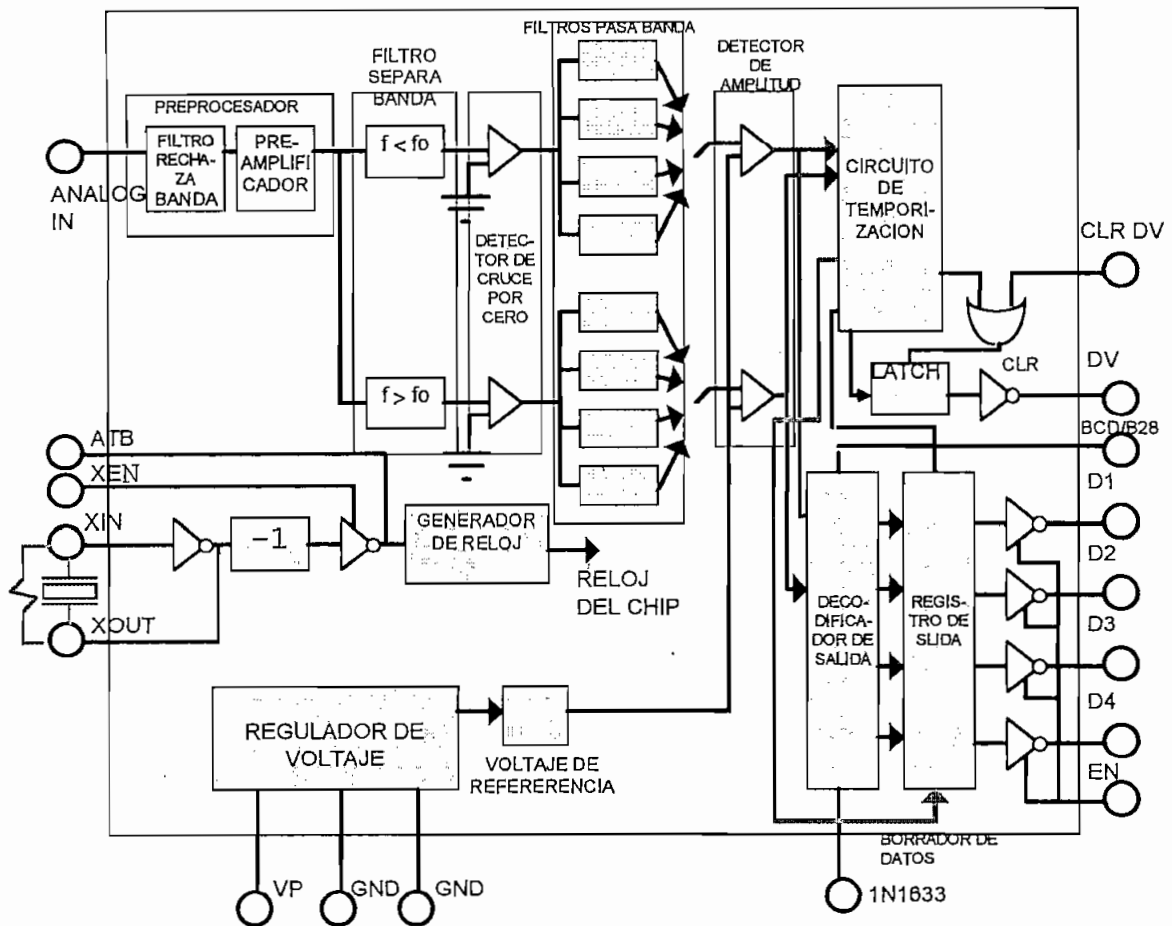 FILTROS PASA BANDA
FILTRO
SEPARA
BANDA
DETECTOR
DE
AMPLITUD
PREPROCESADOR
FILTRO
RECHA-
ZA
BANDA
PRE-
AMPLIFI
CADOR
f < fo
ANALOG
IN
DETEC-
TOR DE
CRUCE
POR
CERO
CIRCUITO
DE
TEMPORI-
ZACION
CLR DV
f > fo
LATCH
CLR
DV
BCD/B28
ATB
XEN
XIN
-1
GENERADOR
DE RELOJ
RELOJ
DEL CHIP
XOUT
D1
D2
D3
D4
EN
DECO-
DIFICA-
DOR DE
SALIDA
REGIS-
TRO DE
SLIDA
REGULADOR DE
VOLTAJE
VOLTAJE DE
REFERERENCIA
BORRADOR DE
DATOS
VP
GND
GND
1N1633